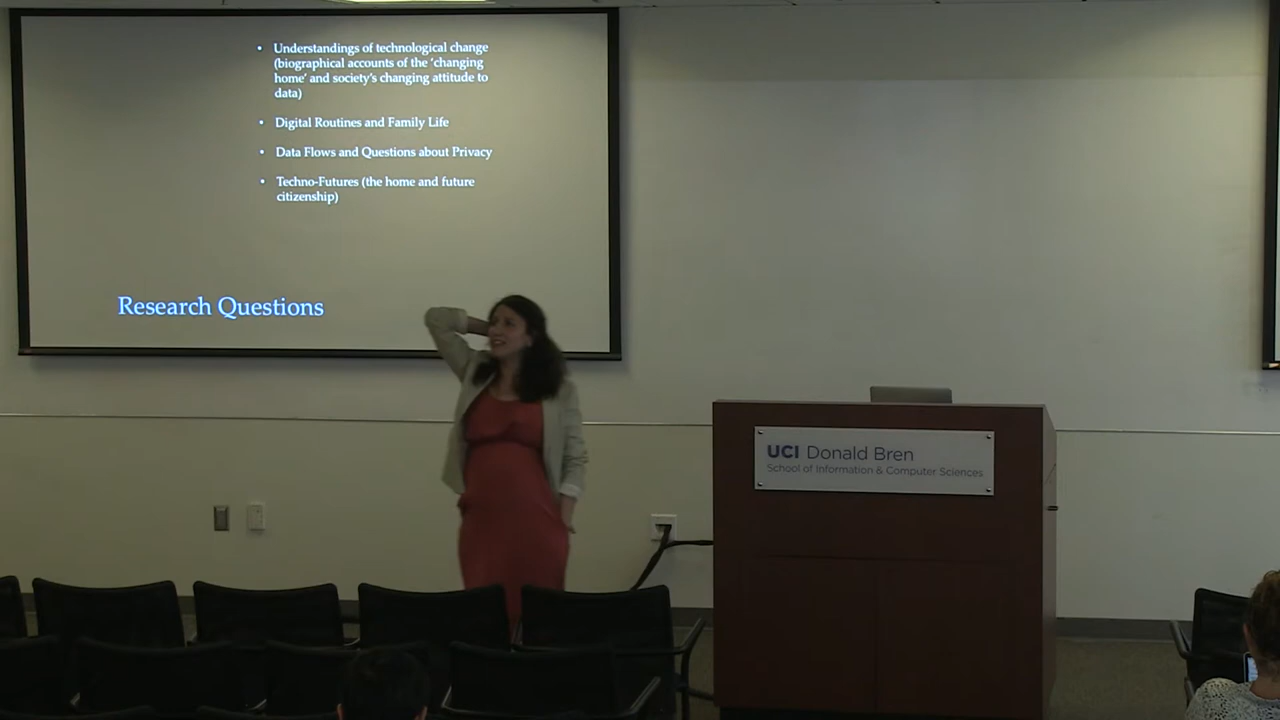 • Understandings of technological change
(biographical accounts of the 'changing
home' and society's changing attitude to
data)
• Digital Routines and Family Life
• Data Flows and Questions about Privacy
• Techno-Futures (the home and future
citizenship)
Research Questions
UCI Donald Bren
School of Information & Computer Sciences